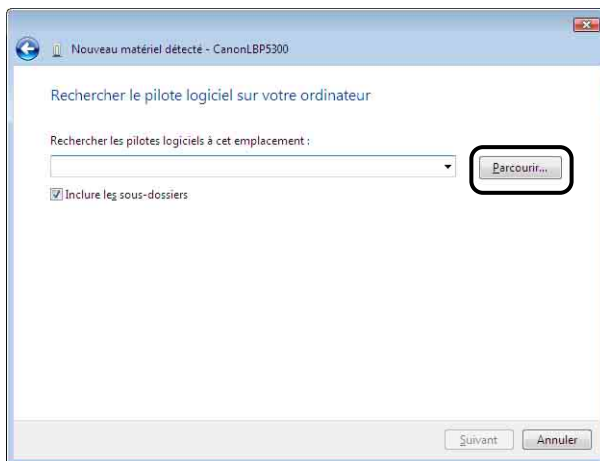 Nouveau matériel détecté - CanonLBP5300
Rechercher le pilote logiciel sur votre ordinateur
Rechercher les pilotes logiciels à cet emplacement :
Parcourir...
Inclure les sous-dossiers
Suivant
Annuler